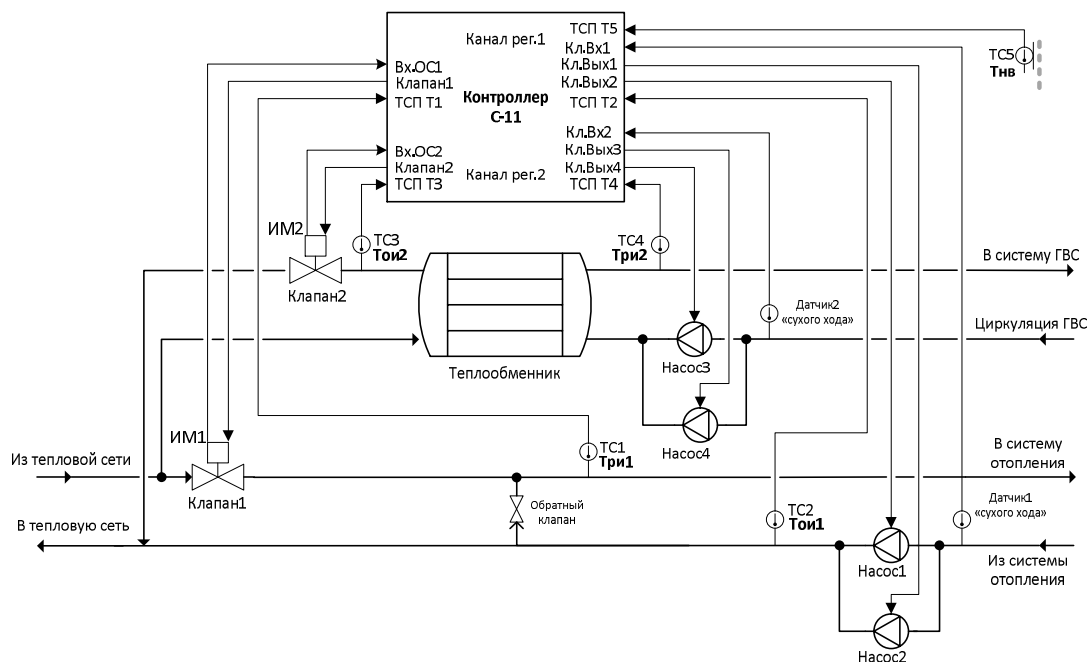 ТСП Т5
Канал рег.1
Кл.Вх1
ТС5
Тнв
Вх.ОС1
Кл.Вых1
Клапан1
Кл.Вых2
Контроллер
С-11
ТСП Т1
ТСП Т2
Кл.Вх2
Вх.ОС2
Кл.Вых3
Клапан2
Канал рег.2
Кл.Вых4
ТСП Т3
ТСП Т4
ИМ2
ТС3
Тои2
ТС4
Три2
В систему ГВС
Клапан2
Датчик2
«сухого хода»
Циркуляция ГВС
Теплообменник
Насос3
ИМ1
Насос4
ТС1
Три1
В систему
отопления
Из тепловой сети
Клапан1
Обратный
клапан
ТС2
Тои1
Датчик1
«сухого хода»
В тепловую сеть
Насос1
Из системы
отопления
Насос2